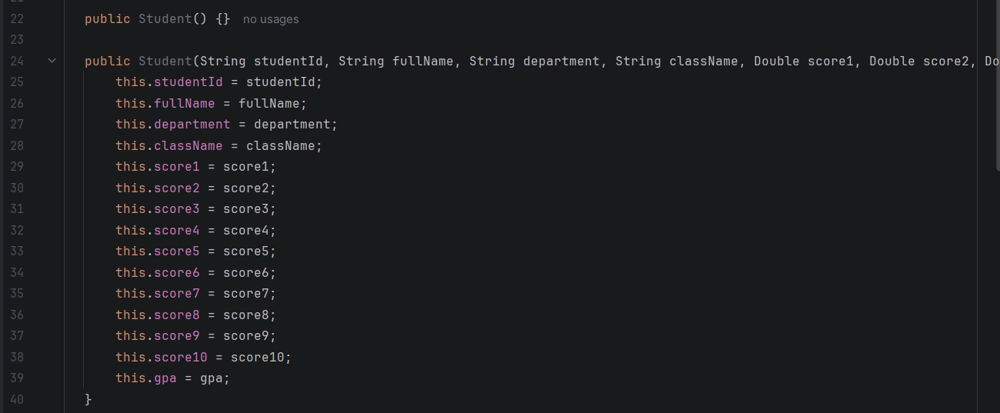 22 public Student() {} no usages
23
24 public Student(String studentId, String fullName, String department, String className, Double score1, Double score2, Do
25 this.studentId = studentId;
26 this.fullName = fullName;
27 this.department = department;
28 this.className = className;
29 this.score1 = score1;
30 this.score2 = score2;
31 this.score3 = score3;
32 this.score4 = score4;
33 this.score5 = score5;
34 this.score6 = score6;
35 this.score7 = score7;
36 this.score8 = score8;
37 this.score9 = score9;
38 this.score10 = score10;
39 this.gpa = gpa;
40 }